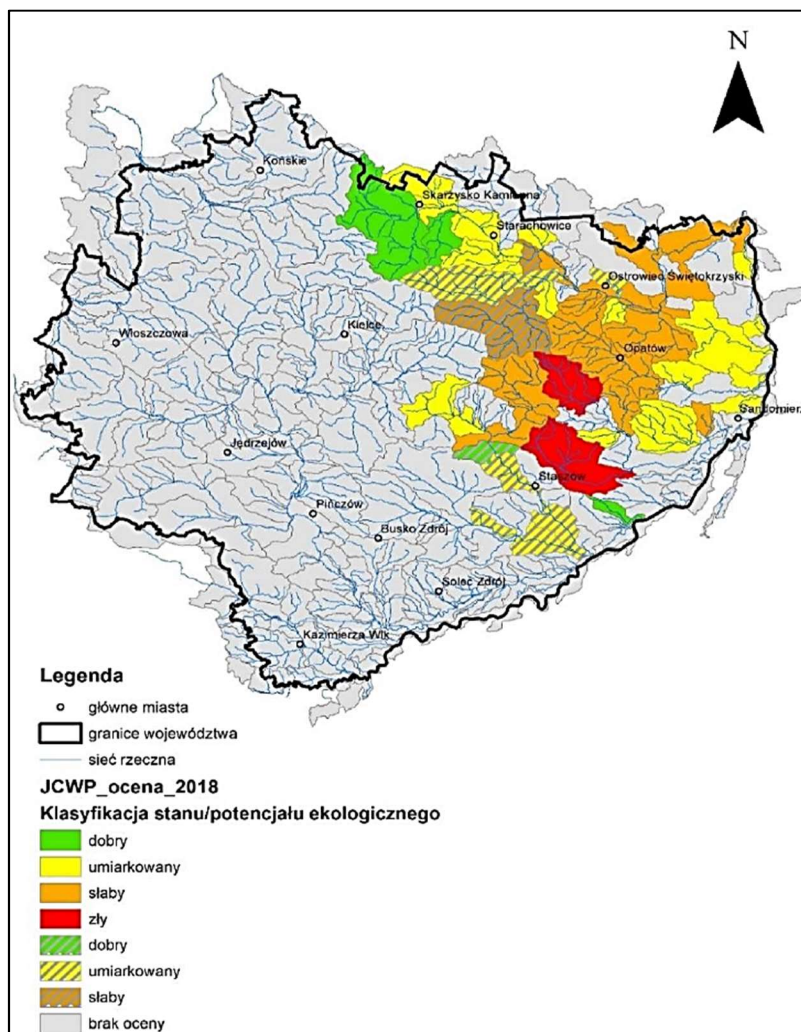 N
Końskie
Skarżysko Kamienna
Starachowice
Ostrowiec Świętokrzyski
Włoszczowa
Kielce
Opatów
Sandomierz
Jędrzejów
Staszów
Pińczów
Busko Zdrój
Solec Zdrój
Kazimierza Wlk.
Legenda
główne miasta
granice województwa
sieć rzeczna
JCWP_ocena_2018
Klasyfikacja stanu/potencjału ekologicznego
dobry
umiarkowany
słaby
zły
dobry
umiarkowany
słaby
brak oceny